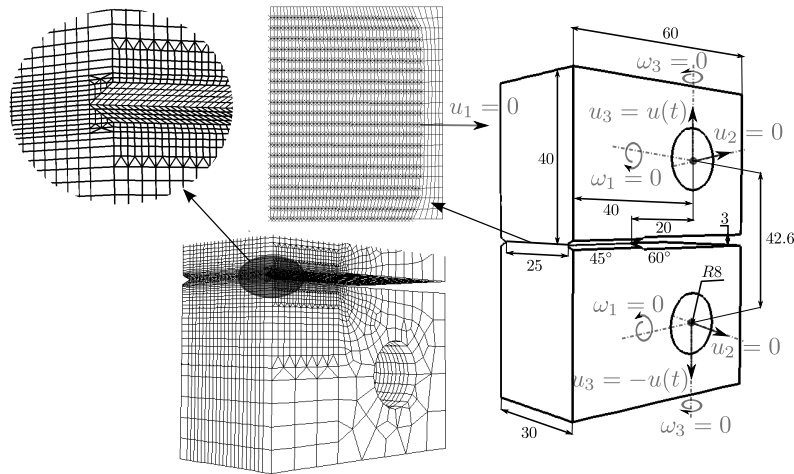 60
ω₃ = 0
u₁ = 0
u₃ = u(t)
u₂ = 0
40
ω₁ = 0
40
20
3
42.6
25
45°
60°
R8
ω₁ = 0
u₂ = 0
u₃ = −u(t)
30
ω₃ = 0